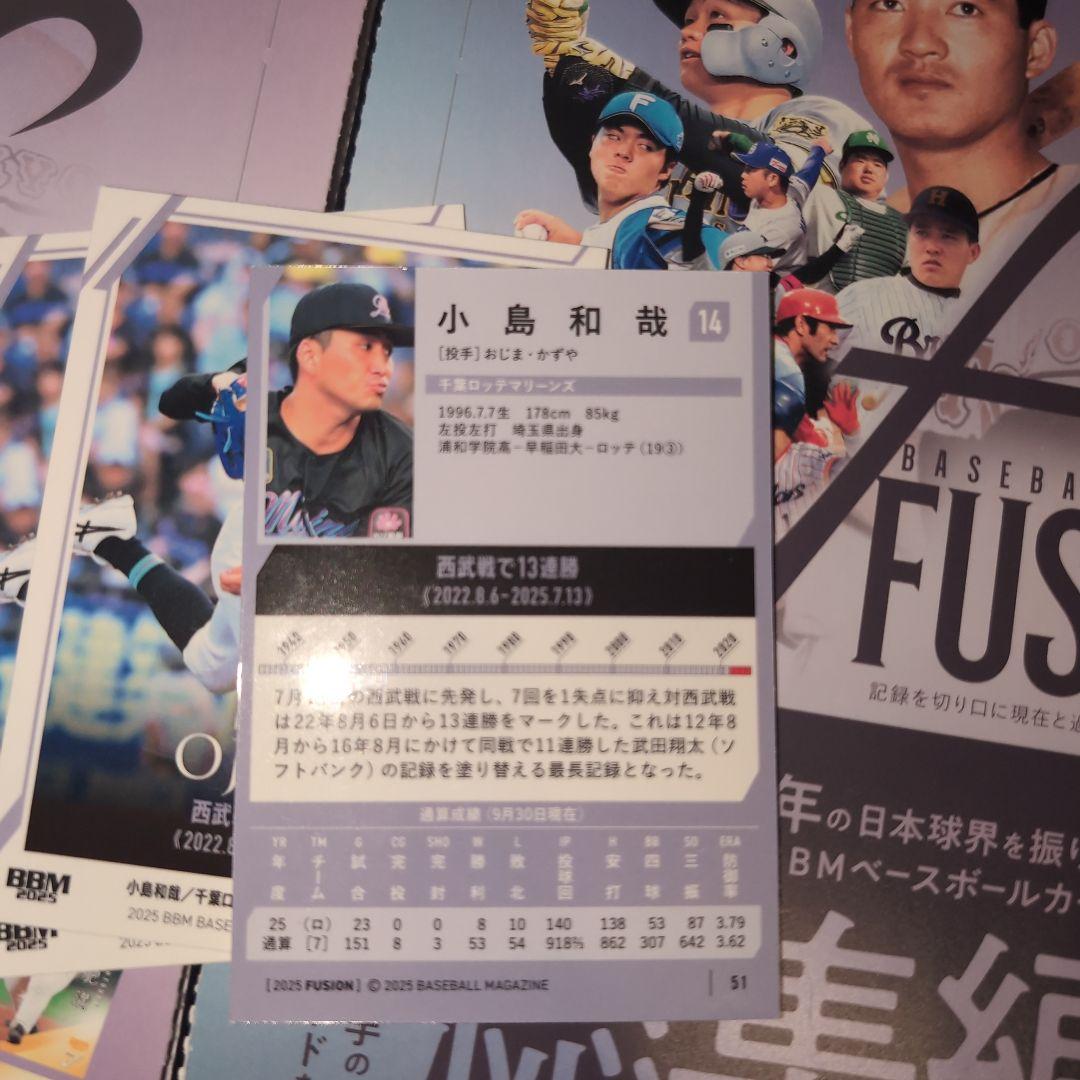 小島和哉 14
[投手] おじま・かずや
千葉ロッテマリーンズ
1996.7.7生 178cm 85kg
左投左打 埼玉県出身
浦和学院高－早稲田大－ロッテ（19③）
西武戦で13連勝
《2022.8.6-2025.7.13》
1940 1950 1960 1970 1980 1990 2000 2010 2020
7月 の西武戦に先発し、7回を1失点に抑え対西武戦
は22年8月6日から13連勝をマークした。これは12年8
月から16年8月にかけて同戦で11連勝した武田翔太（ソ
フトバンク）の記録を塗り替える最長記録となった。
通算成績（9月30日現在）
YR TM G CG SHO W L IP H BB SO ERA
年度 チーム 試合 完投 完封 勝利 敗北 投球回 安打 四球 三振 防御率
25 （ロ） 23 0 0 8 10 140 138 53 87 3.79
通算 [7] 151 8 3 53 54 918⅔ 862 307 642 3.62
[2025 FUSION] © 2025 BASEBALL MAGAZINE 51
西武
《2022.8
BBM
2025
小島和哉／千葉ロ
2025 BBM BASE
BBM
2025
BASEBA
FUS
記録を切り口に現在と過
年の日本球界を振り
BMベースボールカー